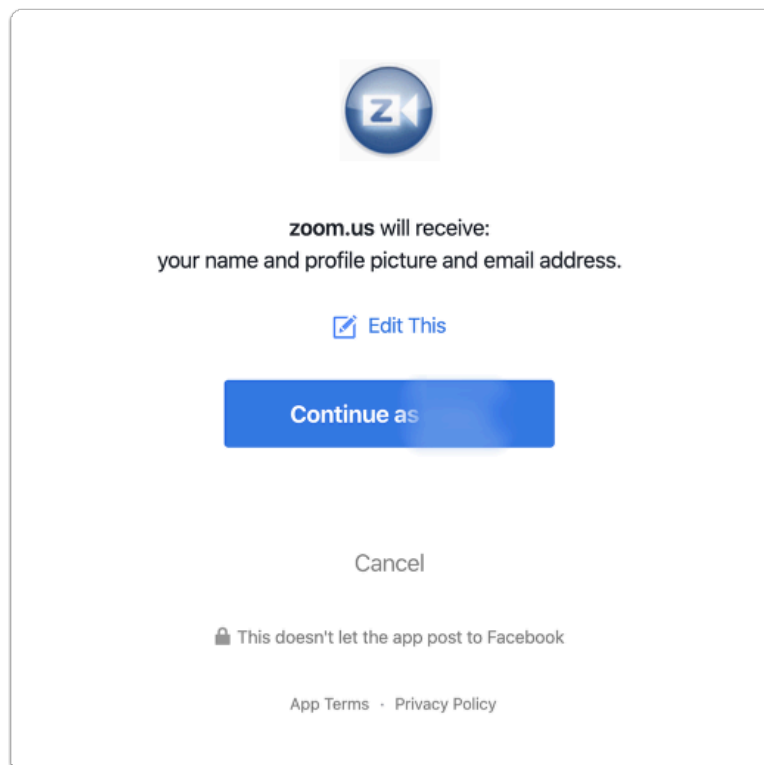 Z
zoom.us will receive:
your name and profile picture and email address.
Edit This
Continue as
Cancel
This doesn't let the app post to Facebook
App Terms · Privacy Policy